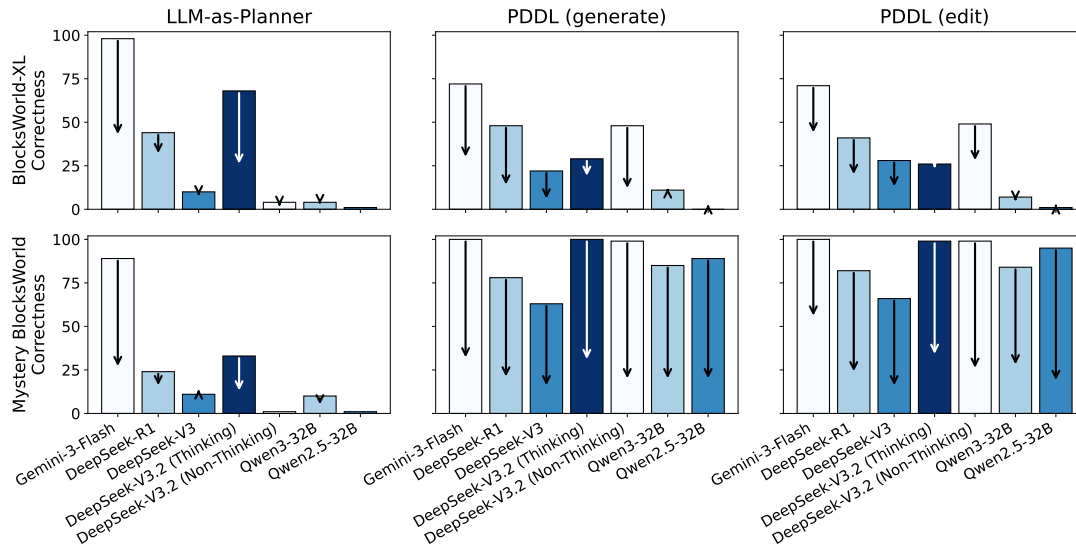 LLM-as-Planner
PDDL (generate)
PDDL (edit)
BlocksWorld-XL
Correctness
100
75
50
25
0
Mystery BlocksWorld
Correctness
100
75
50
25
0
Gemini-3-Flash
DeepSeek-R1
DeepSeek-V3
DeepSeek-V3.2 (Thinking)
DeepSeek-V3.2 (Non-Thinking)
Qwen3-32B
Qwen2.5-32B
Gemini-3-Flash
DeepSeek-R1
DeepSeek-V3
DeepSeek-V3.2 (Thinking)
DeepSeek-V3.2 (Non-Thinking)
Qwen3-32B
Qwen2.5-32B
Gemini-3-Flash
DeepSeek-R1
DeepSeek-V3
DeepSeek-V3.2 (Thinking)
DeepSeek-V3.2 (Non-Thinking)
Qwen3-32B
Qwen2.5-32B